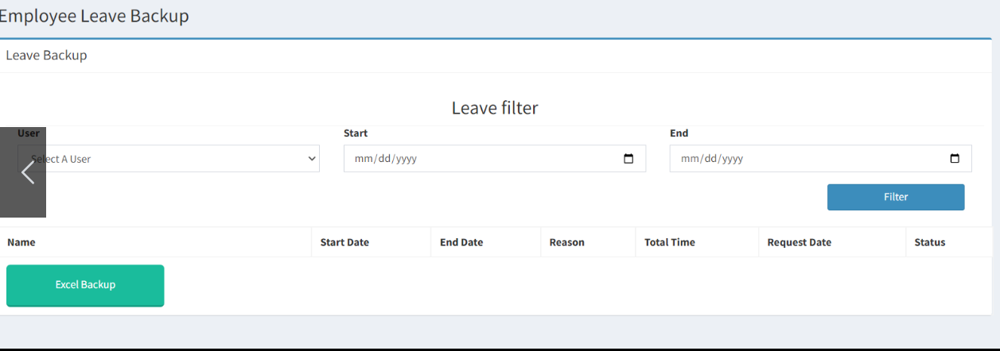 Employee Leave Backup
Leave Backup
Leave filter
User Start End
Select A User mm/dd/yyyy mm/dd/yyyy
Filter
Name Start Date End Date Reason Total Time Request Date Status
Excel Backup